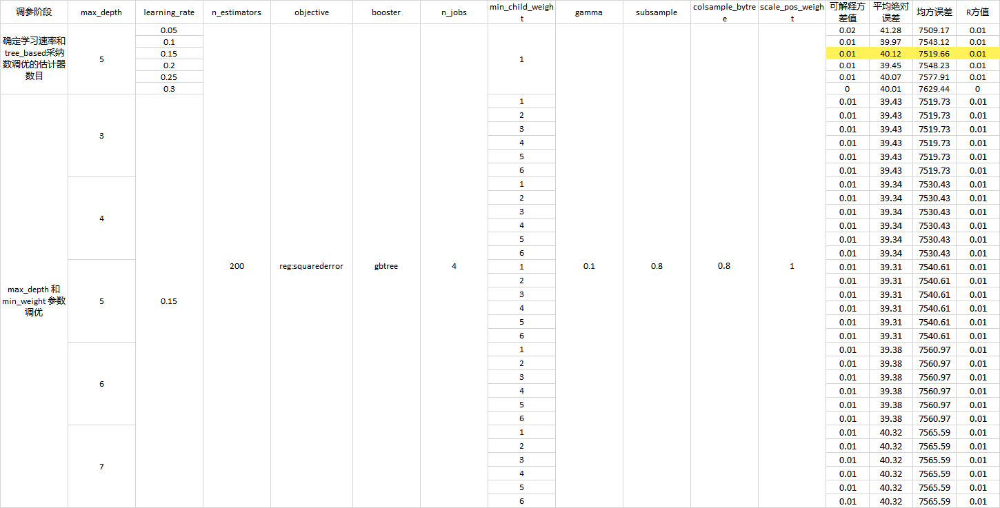 调参阶段 max_depth learning_rate n_estimators objective booster n_jobs min_child_weigh
t gamma subsample colsample_bytre
e scale_pos_weigh
t 可解释方
差值 平均绝对
误差 均方误差 R方值
确定学习速率和
tree_based采纳
数调优的估计器
数目
5
1
0.05 0.02 41.28 7509.17 0.01
0.1 0.01 39.97 7543.12 0.01
0.15 0.01 40.12 7519.66 0.01
0.2 0.01 39.45 7548.23 0.01
0.25 0.01 40.07 7577.91 0.01
0.3 0 40.01 7629.44 0
max_depth 和
min_weight 参数
调优
0.15
200 reg:squarederror gbtree 4 0.1 0.8 0.8 1
3
1 0.01 39.43 7519.73 0.01
2 0.01 39.43 7519.73 0.01
3 0.01 39.43 7519.73 0.01
4 0.01 39.43 7519.73 0.01
5 0.01 39.43 7519.73 0.01
6 0.01 39.43 7519.73 0.01
4
1 0.01 39.34 7530.43 0.01
2 0.01 39.34 7530.43 0.01
3 0.01 39.34 7530.43 0.01
4 0.01 39.34 7530.43 0.01
5 0.01 39.34 7530.43 0.01
6 0.01 39.34 7530.43 0.01
5
1 0.01 39.31 7540.61 0.01
2 0.01 39.31 7540.61 0.01
3 0.01 39.31 7540.61 0.01
4 0.01 39.31 7540.61 0.01
5 0.01 39.31 7540.61 0.01
6 0.01 39.31 7540.61 0.01
6
1 0.01 39.38 7560.97 0.01
2 0.01 39.38 7560.97 0.01
3 0.01 39.38 7560.97 0.01
4 0.01 39.38 7560.97 0.01
5 0.01 39.38 7560.97 0.01
6 0.01 39.38 7560.97 0.01
7
1 0.01 40.32 7565.59 0.01
2 0.01 40.32 7565.59 0.01
3 0.01 40.32 7565.59 0.01
4 0.01 40.32 7565.59 0.01
5 0.01 40.32 7565.59 0.01
6 0.01 40.32 7565.59 0.01